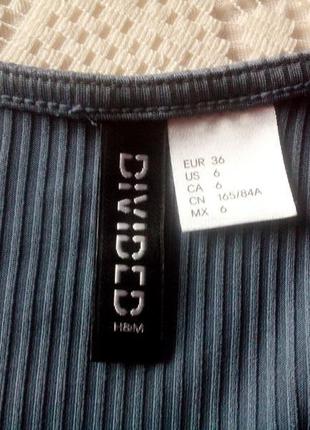 DIVIDED
H&M
EUR 36
US 6
CA 6
CN 165/84A
MX 6